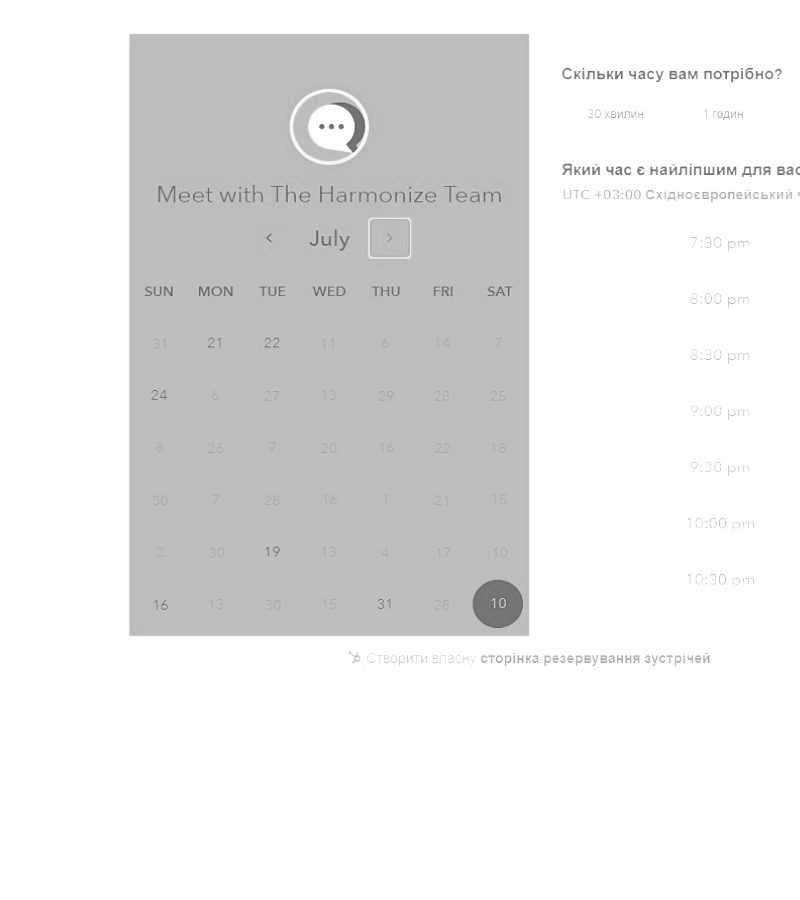 Meet with The Harmonize Team
July
SUN MON TUE WED THU FRI SAT
31 21 22 11 6 14 7
24 6 27 13 29 28 25
8 26 7 20 16 22 18
30 7 28 16 1 21 15
2 30 19 13 4 17 10
16 13 30 15 31 28 10
Скільки часу вам потрібно?
30 хвилин 1 годин
Який час є найліпшим для вас
UTC +03:00 Східноєвропейський
7:30 pm
8:00 pm
8:30 pm
9:00 pm
9:30 pm
10:00 pm
10:30 pm
Створити власну сторінка резервування зустрічей